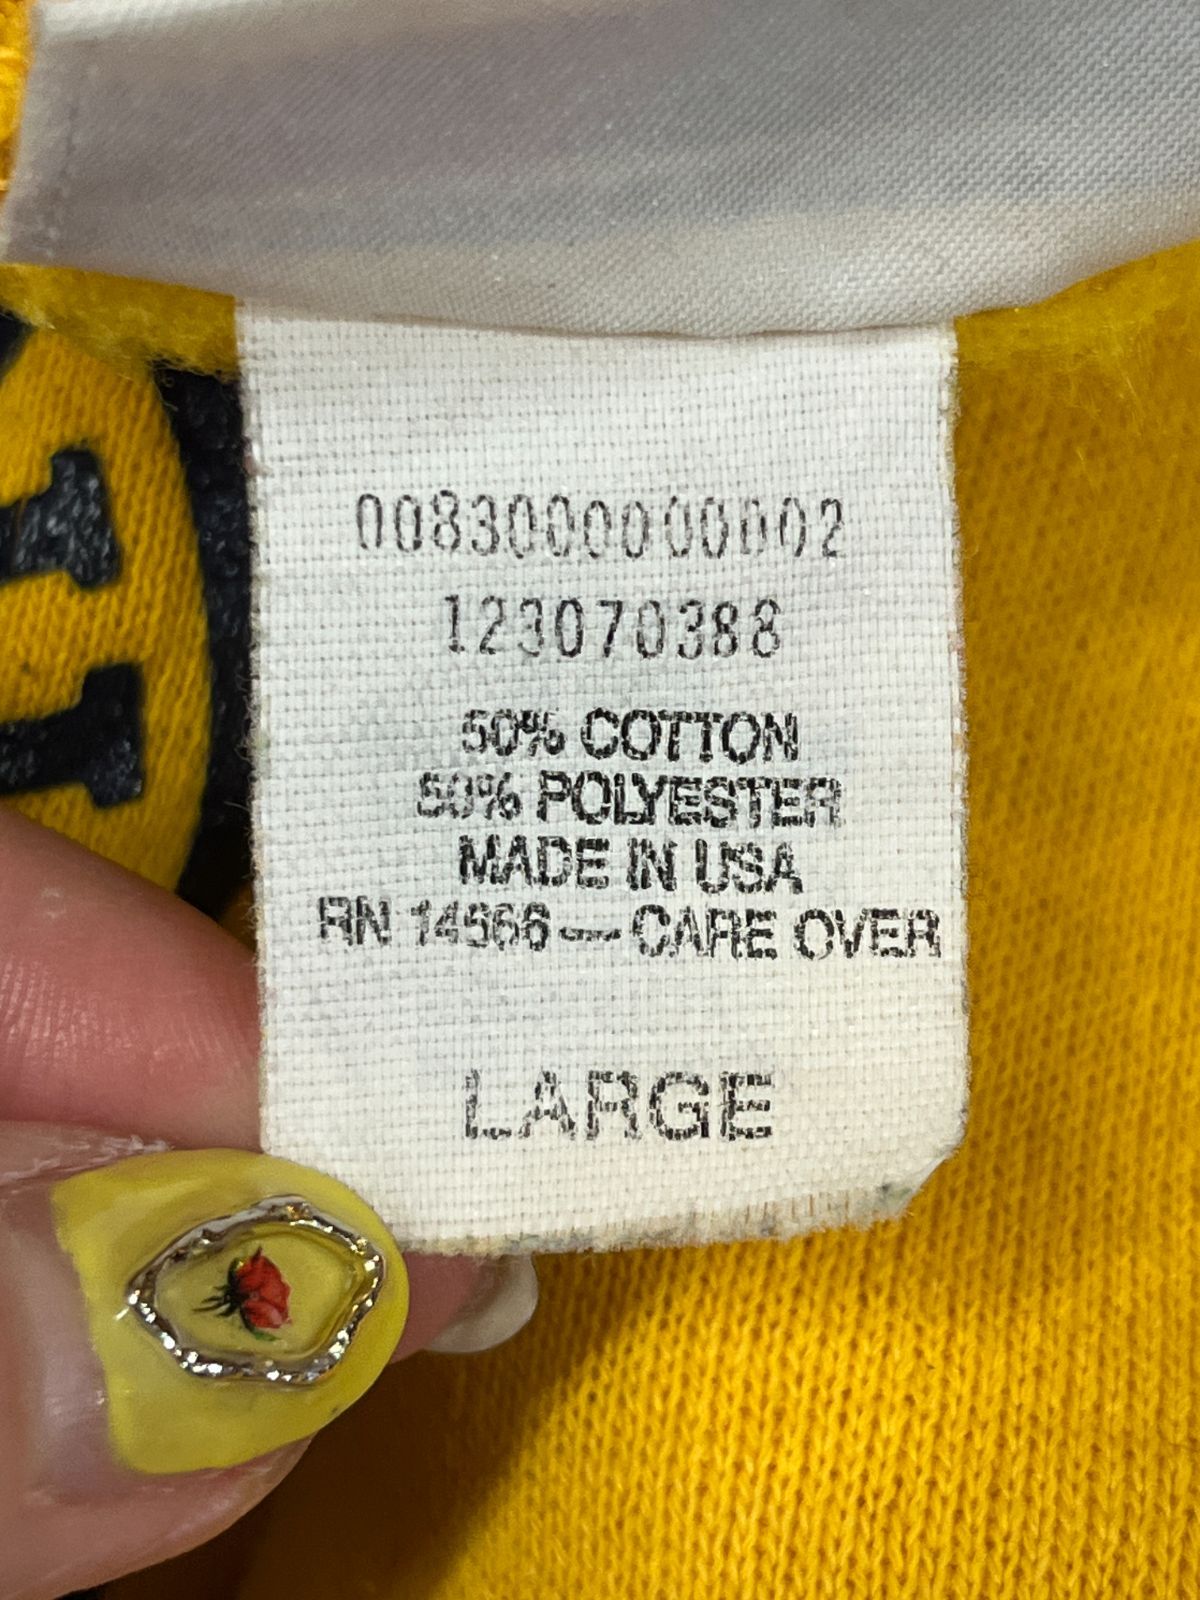 0083000000002
123070388
50% COTTON
50% POLYESTER
MADE IN USA
RN 14566 — CARE OVER
LARGE